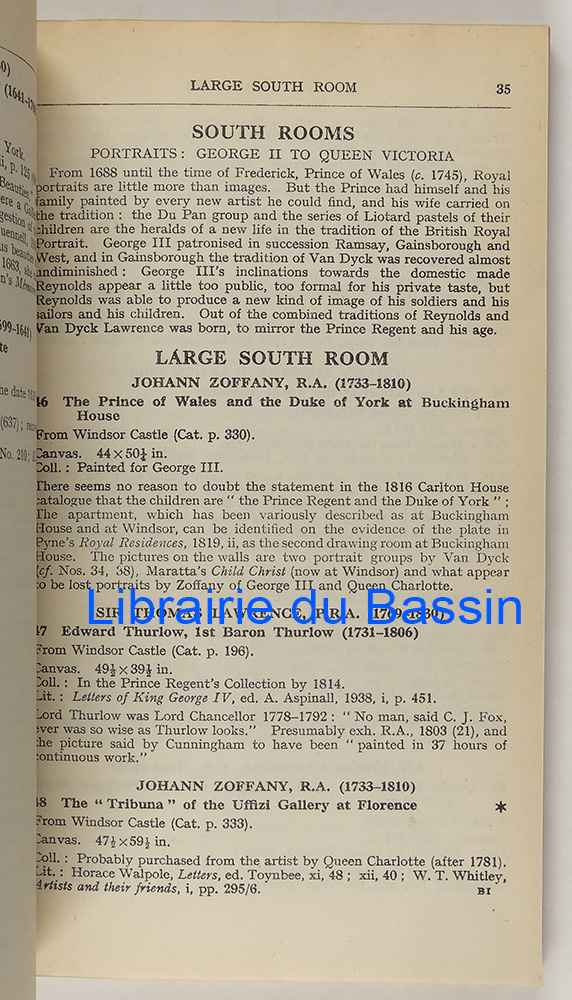 LARGE SOUTH ROOM 35
SOUTH ROOMS
PORTRAITS: GEORGE II TO QUEEN VICTORIA
From 1688 until the time of Frederick, Prince of Wales (c. 1745), Royal
portraits are little more than images. But the Prince had himself and his
family painted by every new artist he could find, and his wife carried on
the tradition : the Du Pan group and the series of Liotard pastels of their
children are the heralds of a new life in the tradition of the British Royal
Portrait. George III patronised in succession Ramsay, Gainsborough and
West, and in Gainsborough the tradition of Van Dyck was recovered almost
undiminished : George III's inclinations towards the domestic made
Reynolds appear a little too public, too formal for his private taste, but
Reynolds was able to produce a new kind of image of his soldiers and his
sailors and his children. Out of the combined traditions of Reynolds and
Van Dyck Lawrence was born, to mirror the Prince Regent and his age.
LARGE SOUTH ROOM
JOHANN ZOFFANY, R.A. (1733–1810)
46 The Prince of Wales and the Duke of York at Buckingham
House
From Windsor Castle (Cat. p. 330).
Canvas. 44 × 50¼ in.
Coll. : Painted for George III.
There seems no reason to doubt the statement in the 1816 Carlton House
catalogue that the children are " the Prince Regent and the Duke of York " ;
The apartment, which has been variously described as at Buckingham
House and at Windsor, can be identified on the evidence of the plate in
Pyne's Royal Residences, 1819, ii, as the second drawing room at Buckingham
House. The pictures on the walls are two portrait groups by Van Dyck
(cf. Nos. 34, 38), Maratta's Child Christ (now at Windsor) and what appear
to be lost portraits by Zoffany of George III and Queen Charlotte.
SIR THOMAS LAWRENCE, P.R.A. (1769–1830)
Librairie du Bassin
47 Edward Thurlow, 1st Baron Thurlow (1731–1806)
From Windsor Castle (Cat. p. 196).
Canvas. 49½ × 39½ in.
Coll. : In the Prince Regent's Collection by 1814.
Lit. : Letters of King George IV, ed. A. Aspinall, 1938, i, p. 451.
Lord Thurlow was Lord Chancellor 1778–1792 : " No man, said C. J. Fox,
ever was so wise as Thurlow looks." Presumably exh. R.A., 1803 (21), and
the picture said by Cunningham to have been " painted in 37 hours of
continuous work."
JOHANN ZOFFANY, R.A. (1733–1810)
48 The " Tribuna " of the Uffizi Gallery at Florence *
From Windsor Castle (Cat. p. 333).
Canvas. 47½ × 59½ in.
Coll. : Probably purchased from the artist by Queen Charlotte (after 1781).
Lit. : Horace Walpole, Letters, ed. Toynbee, xi, 48 ; xii, 40 ; W. T. Whitley,
Artists and their friends, i, pp. 295/6.
BI